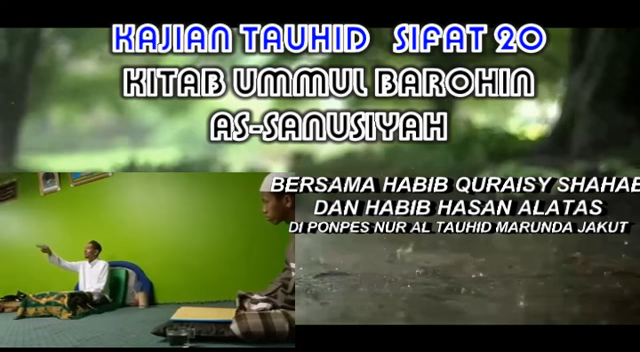 KAJIAN TAUHID SIFAT 20
KITAB UMMUL BAROHIN
AS-SANUSIYAH
BERSAMA HABIB QURAISY SHAHAB
DAN HABIB HASAN ALATAS
DI PONPES NUR AL TAUHID MARUNDA JAKUT